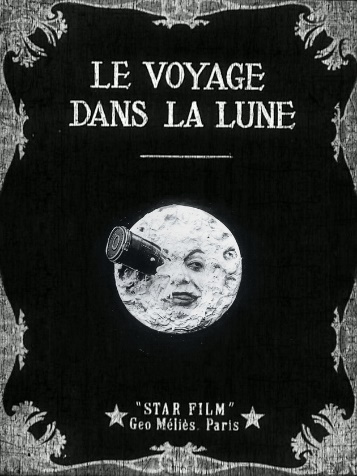 LE VOYAGE
DANS LA LUNE
"STAR FILM"
Geo Méliès. Paris